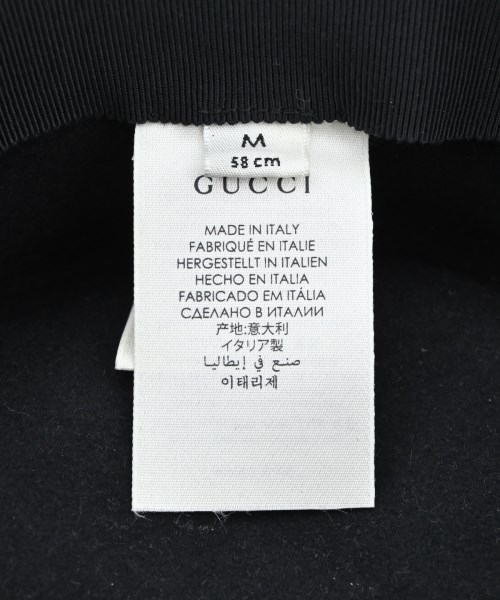 M
58 cm
GUCCI
MADE IN ITALY
FABRIQUÉ EN ITALIE
HERGESTELLT IN ITALIEN
HECHO EN ITALIA
FABRICADO EM ITÁLIA
СДЕЛАНО В ИТАЛИИ
产地:意大利
イタリア製
صنع في إيطاليا
이태리제